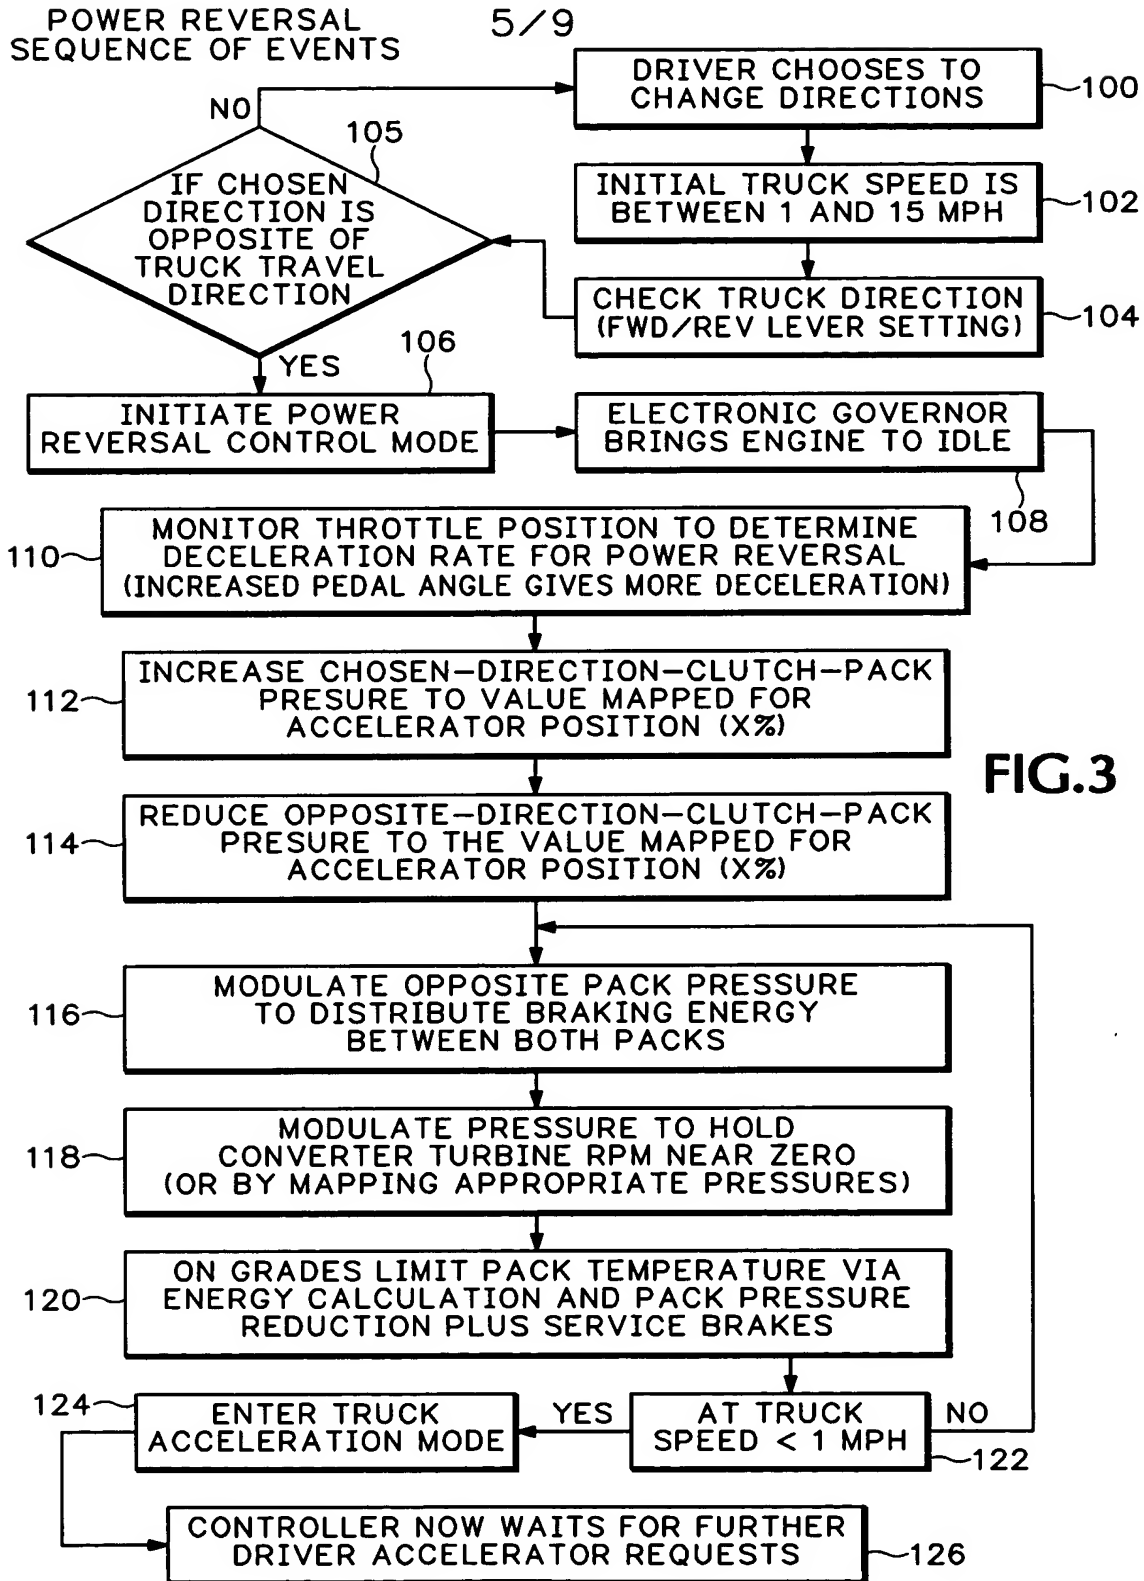 POWER REVERSAL
SEQUENCE OF EVENTS
5/9
DRIVER CHOOSES TO
CHANGE DIRECTIONS
100
INITIAL TRUCK SPEED IS
BETWEEN 1 AND 15 MPH
102
CHECK TRUCK DIRECTION
(FWD/REV LEVER SETTING)
104
NO
105
IF CHOSEN
DIRECTION IS
OPPOSITE OF
TRUCK TRAVEL
DIRECTION
YES
106
INITIATE POWER
REVERSAL CONTROL MODE
ELECTRONIC GOVERNOR
BRINGS ENGINE TO IDLE
108
110
MONITOR THROTTLE POSITION TO DETERMINE
DECELERATION RATE FOR POWER REVERSAL
(INCREASED PEDAL ANGLE GIVES MORE DECELERATION)
112
INCREASE CHOSEN-DIRECTION-CLUTCH-PACK
PRESURE TO VALUE MAPPED FOR
ACCELERATOR POSITION (X%)
FIG.3
114
REDUCE OPPOSITE-DIRECTION-CLUTCH-PACK
PRESURE TO THE VALUE MAPPED FOR
ACCELERATOR POSITION (X%)
116
MODULATE OPPOSITE PACK PRESSURE
TO DISTRIBUTE BRAKING ENERGY
BETWEEN BOTH PACKS
118
MODULATE PRESSURE TO HOLD
CONVERTER TURBINE RPM NEAR ZERO
(OR BY MAPPING APPROPRIATE PRESSURES)
120
ON GRADES LIMIT PACK TEMPERATURE VIA
ENERGY CALCULATION AND PACK PRESSURE
REDUCTION PLUS SERVICE BRAKES
AT TRUCK
SPEED < 1 MPH
NO
122
YES
124
ENTER TRUCK
ACCELERATION MODE
CONTROLLER NOW WAITS FOR FURTHER
DRIVER ACCELERATOR REQUESTS
126